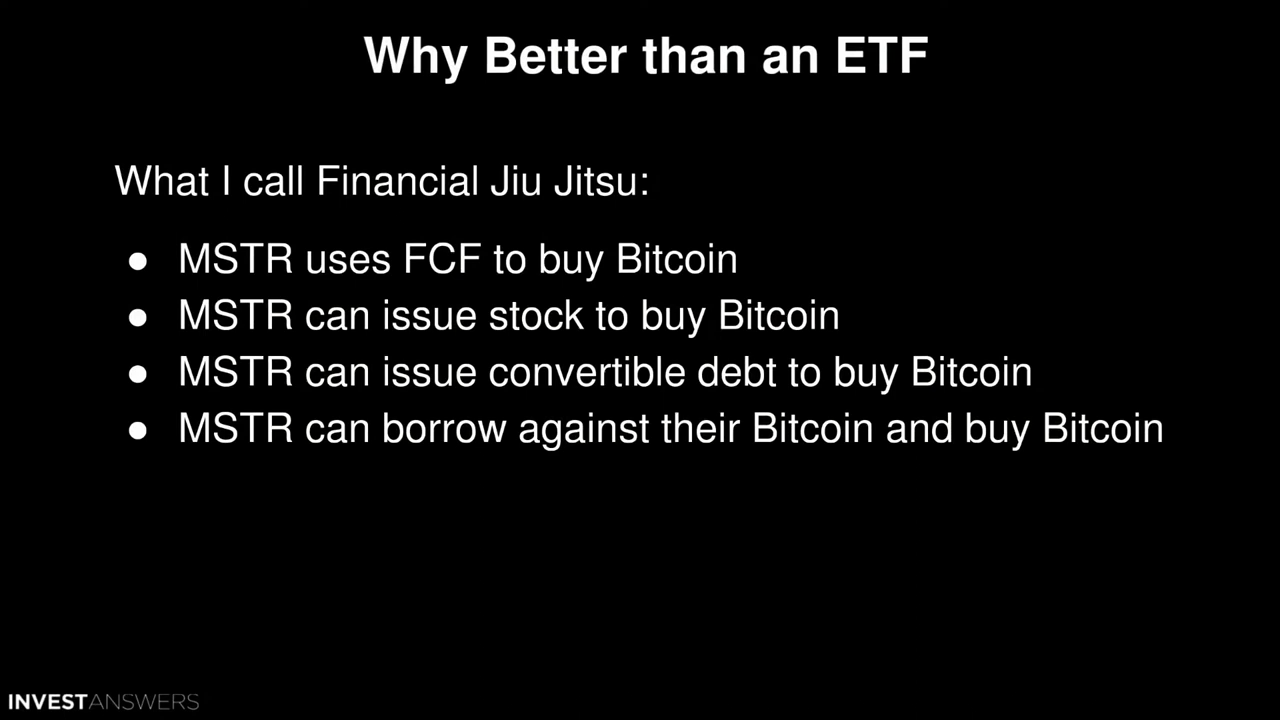 Why Better than an ETF
What I call Financial Jiu Jitsu:
● MSTR uses FCF to buy Bitcoin
● MSTR can issue stock to buy Bitcoin
● MSTR can issue convertible debt to buy Bitcoin
● MSTR can borrow against their Bitcoin and buy Bitcoin
INVESTANSWERS